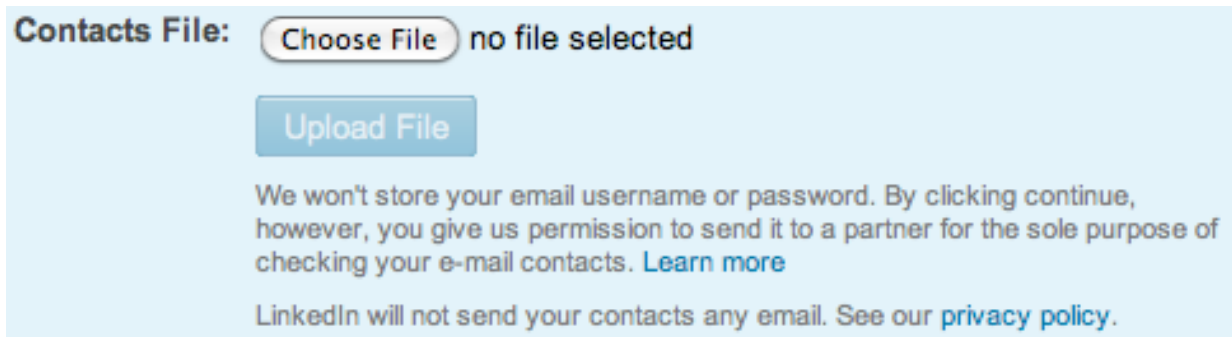 Contacts File: Choose File no file selected
Upload File
We won't store your email username or password. By clicking continue,
however, you give us permission to send it to a partner for the sole purpose of
checking your e-mail contacts. Learn more
LinkedIn will not send your contacts any email. See our privacy policy.